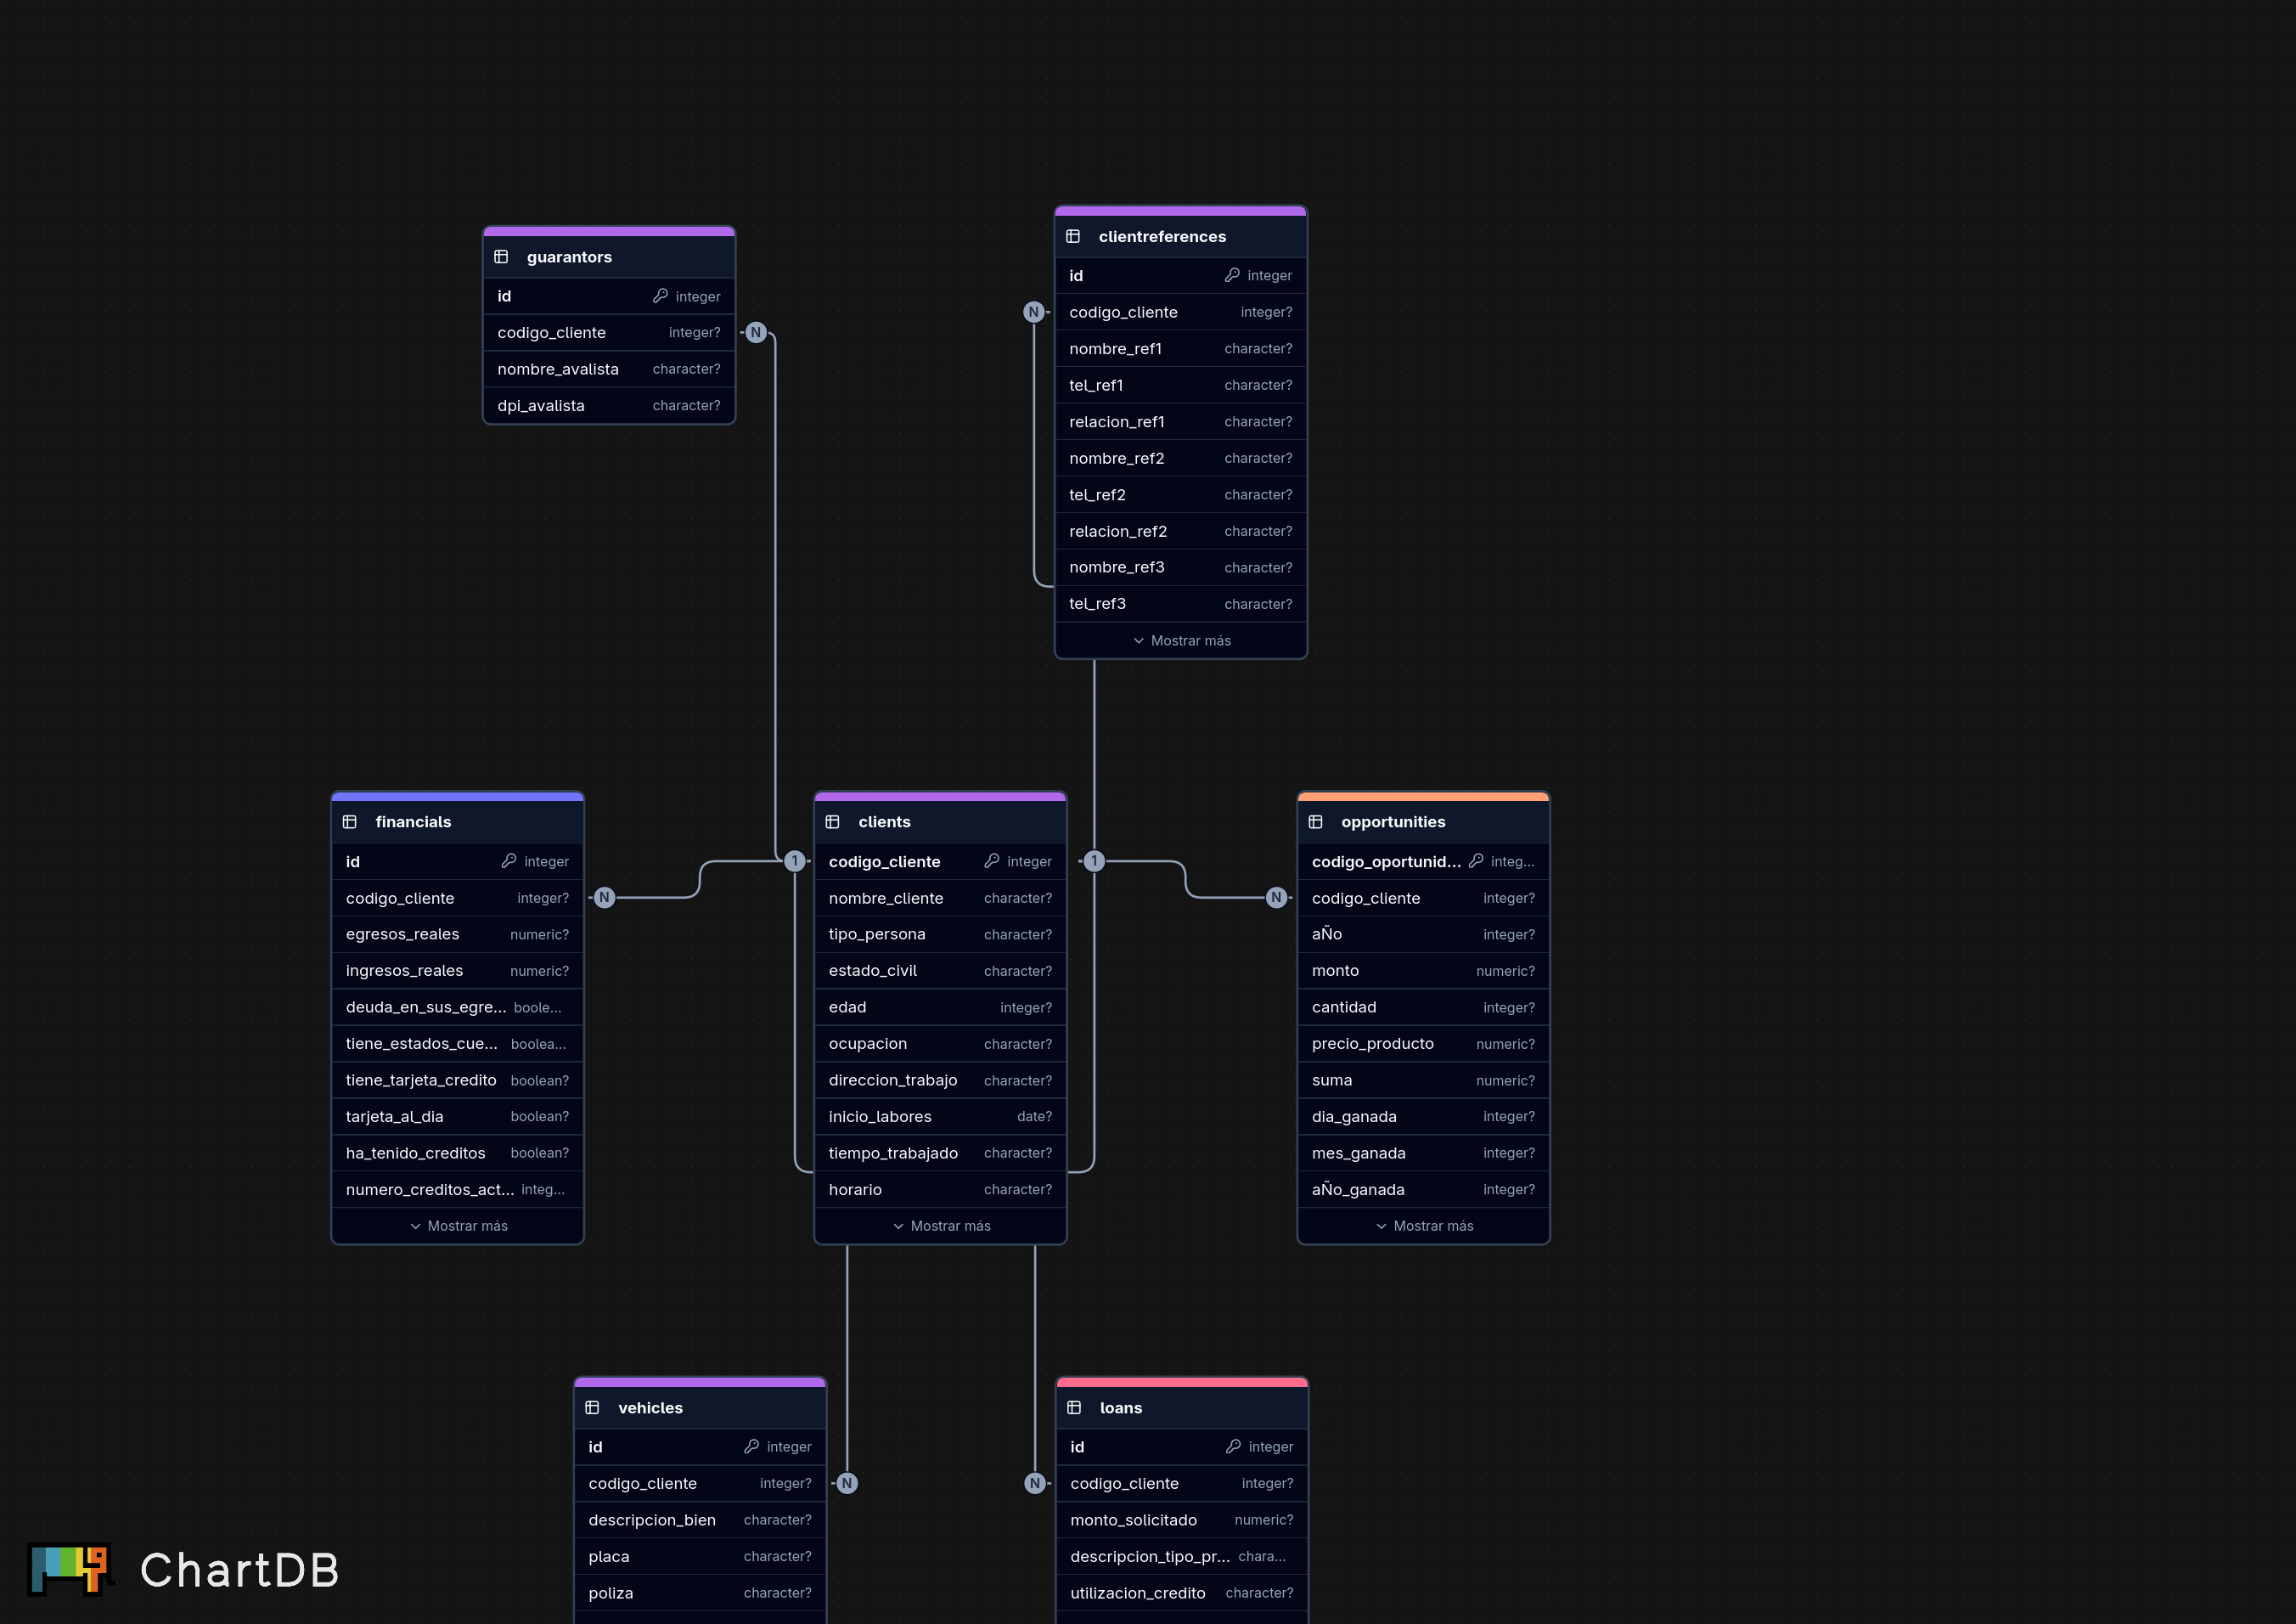 guarantors
id integer
codigo_cliente integer?
nombre_avalista character?
dpi_avalista character?
N
clientreferences
id integer
codigo_cliente integer?
nombre_ref1 character?
tel_ref1 character?
relacion_ref1 character?
nombre_ref2 character?
tel_ref2 character?
relacion_ref2 character?
nombre_ref3 character?
tel_ref3 character?
Mostrar más
N
financials
id integer
codigo_cliente integer?
egresos_reales numeric?
ingresos_reales numeric?
deuda_en_sus_egre... boole...
tiene_estados_cue... boolea...
tiene_tarjeta_credito boolean?
tarjeta_al_dia boolean?
ha_tenido_creditos boolean?
numero_creditos_act... integ...
Mostrar más
N
1
clients
codigo_cliente integer
nombre_cliente character?
tipo_persona character?
estado_civil character?
edad integer?
ocupacion character?
direccion_trabajo character?
inicio_labores date?
tiempo_trabajado character?
horario character?
Mostrar más
1
N
opportunities
codigo_oportunid... integ...
codigo_cliente integer?
aÑo integer?
monto numeric?
cantidad integer?
precio_producto numeric?
suma numeric?
dia_ganada integer?
mes_ganada integer?
aÑo_ganada integer?
Mostrar más
vehicles
id integer
codigo_cliente integer?
descripcion_bien character?
placa character?
poliza character?
N
N
loans
id integer
codigo_cliente integer?
monto_solicitado numeric?
descripcion_tipo_pr... chara...
utilizacion_credito character?
ChartDB